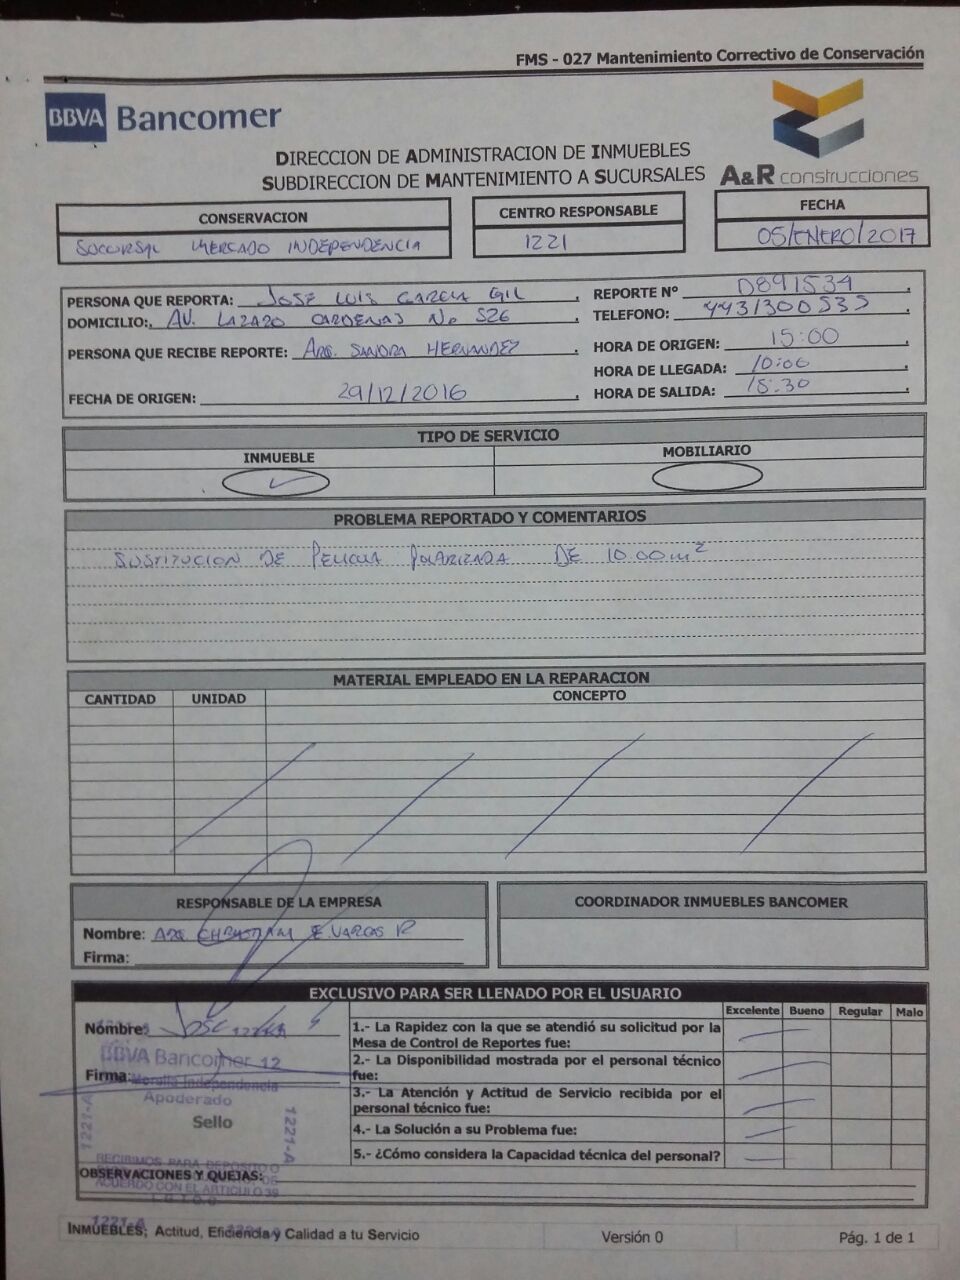 FMS - 027 Mantenimiento Correctivo de Conservación
BBVA Bancomer
DIRECCION DE ADMINISTRACION DE INMUEBLES
SUBDIRECCION DE MANTENIMIENTO A SUCURSALES
A&R construcciones
CONSERVACION
SUCURSAL MERCADO INDEPENDENCIA
CENTRO RESPONSABLE
1221
FECHA
05/ENERO/2017
PERSONA QUE REPORTA: JOSE LUIS GARCIA GIL
REPORTE Nº D891534
DOMICILIO: AV. LAZARO CARDENAS No 526
TELEFONO: 4431300535
PERSONA QUE RECIBE REPORTE: ARQ. SANDRA HERNANDEZ
HORA DE ORIGEN: 15:00
HORA DE LLEGADA: 10:00
FECHA DE ORIGEN: 29/12/2016
HORA DE SALIDA: 18:30
TIPO DE SERVICIO
INMUEBLE
MOBILIARIO
PROBLEMA REPORTADO Y COMENTARIOS
SUSTITUCION DE PELICULA POLARIZADA DE 10.00 m²
MATERIAL EMPLEADO EN LA REPARACION
CANTIDAD UNIDAD CONCEPTO
RESPONSABLE DE LA EMPRESA
Nombre: ARQ. CHRISTIAN E. VARGAS R
Firma:
COORDINADOR INMUEBLES BANCOMER
EXCLUSIVO PARA SER LLENADO POR EL USUARIO
Excelente Bueno Regular Malo
Nombre: Jose
1.- La Rapidez con la que se atendió su solicitud por la
Mesa de Control de Reportes fue:
BBVA Bancomer 12
2.- La Disponibilidad mostrada por el personal técnico
fue:
Firma:
Morelia Independencia
Apoderado
3.- La Atención y Actitud de Servicio recibida por el
personal técnico fue:
Sello
1221-A
1221-A
4.- La Solución a su Problema fue:
5.- ¿Cómo considera la Capacidad técnica del personal?
RECIBIMOS PARA DEPOSITO O
OBSERVACIONES Y QUEJAS:
ACUERDO CON EL ARTICULO 39
1221-A
INMUEBLES; Actitud, Eficiencia y Calidad a tu Servicio
Versión 0
Pág. 1 de 1